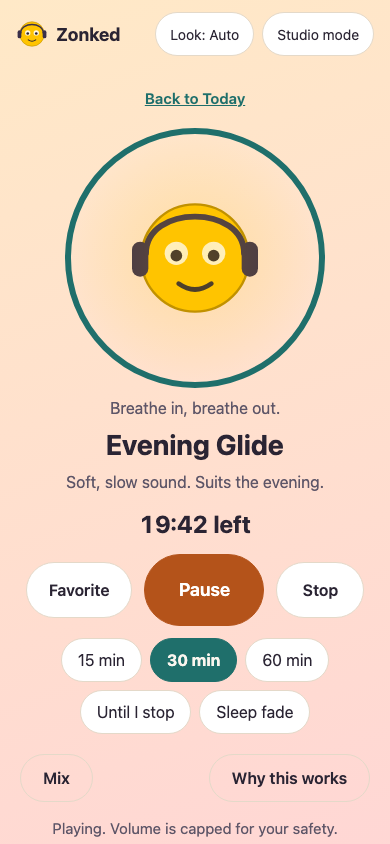 Zonked
Look: Auto
Studio mode
Back to Today
Breathe in, breathe out.
Evening Glide
Soft, slow sound. Suits the evening.
19:42 left
Favorite
Pause
Stop
15 min
30 min
60 min
Until I stop
Sleep fade
Mix
Why this works
Playing. Volume is capped for your safety.